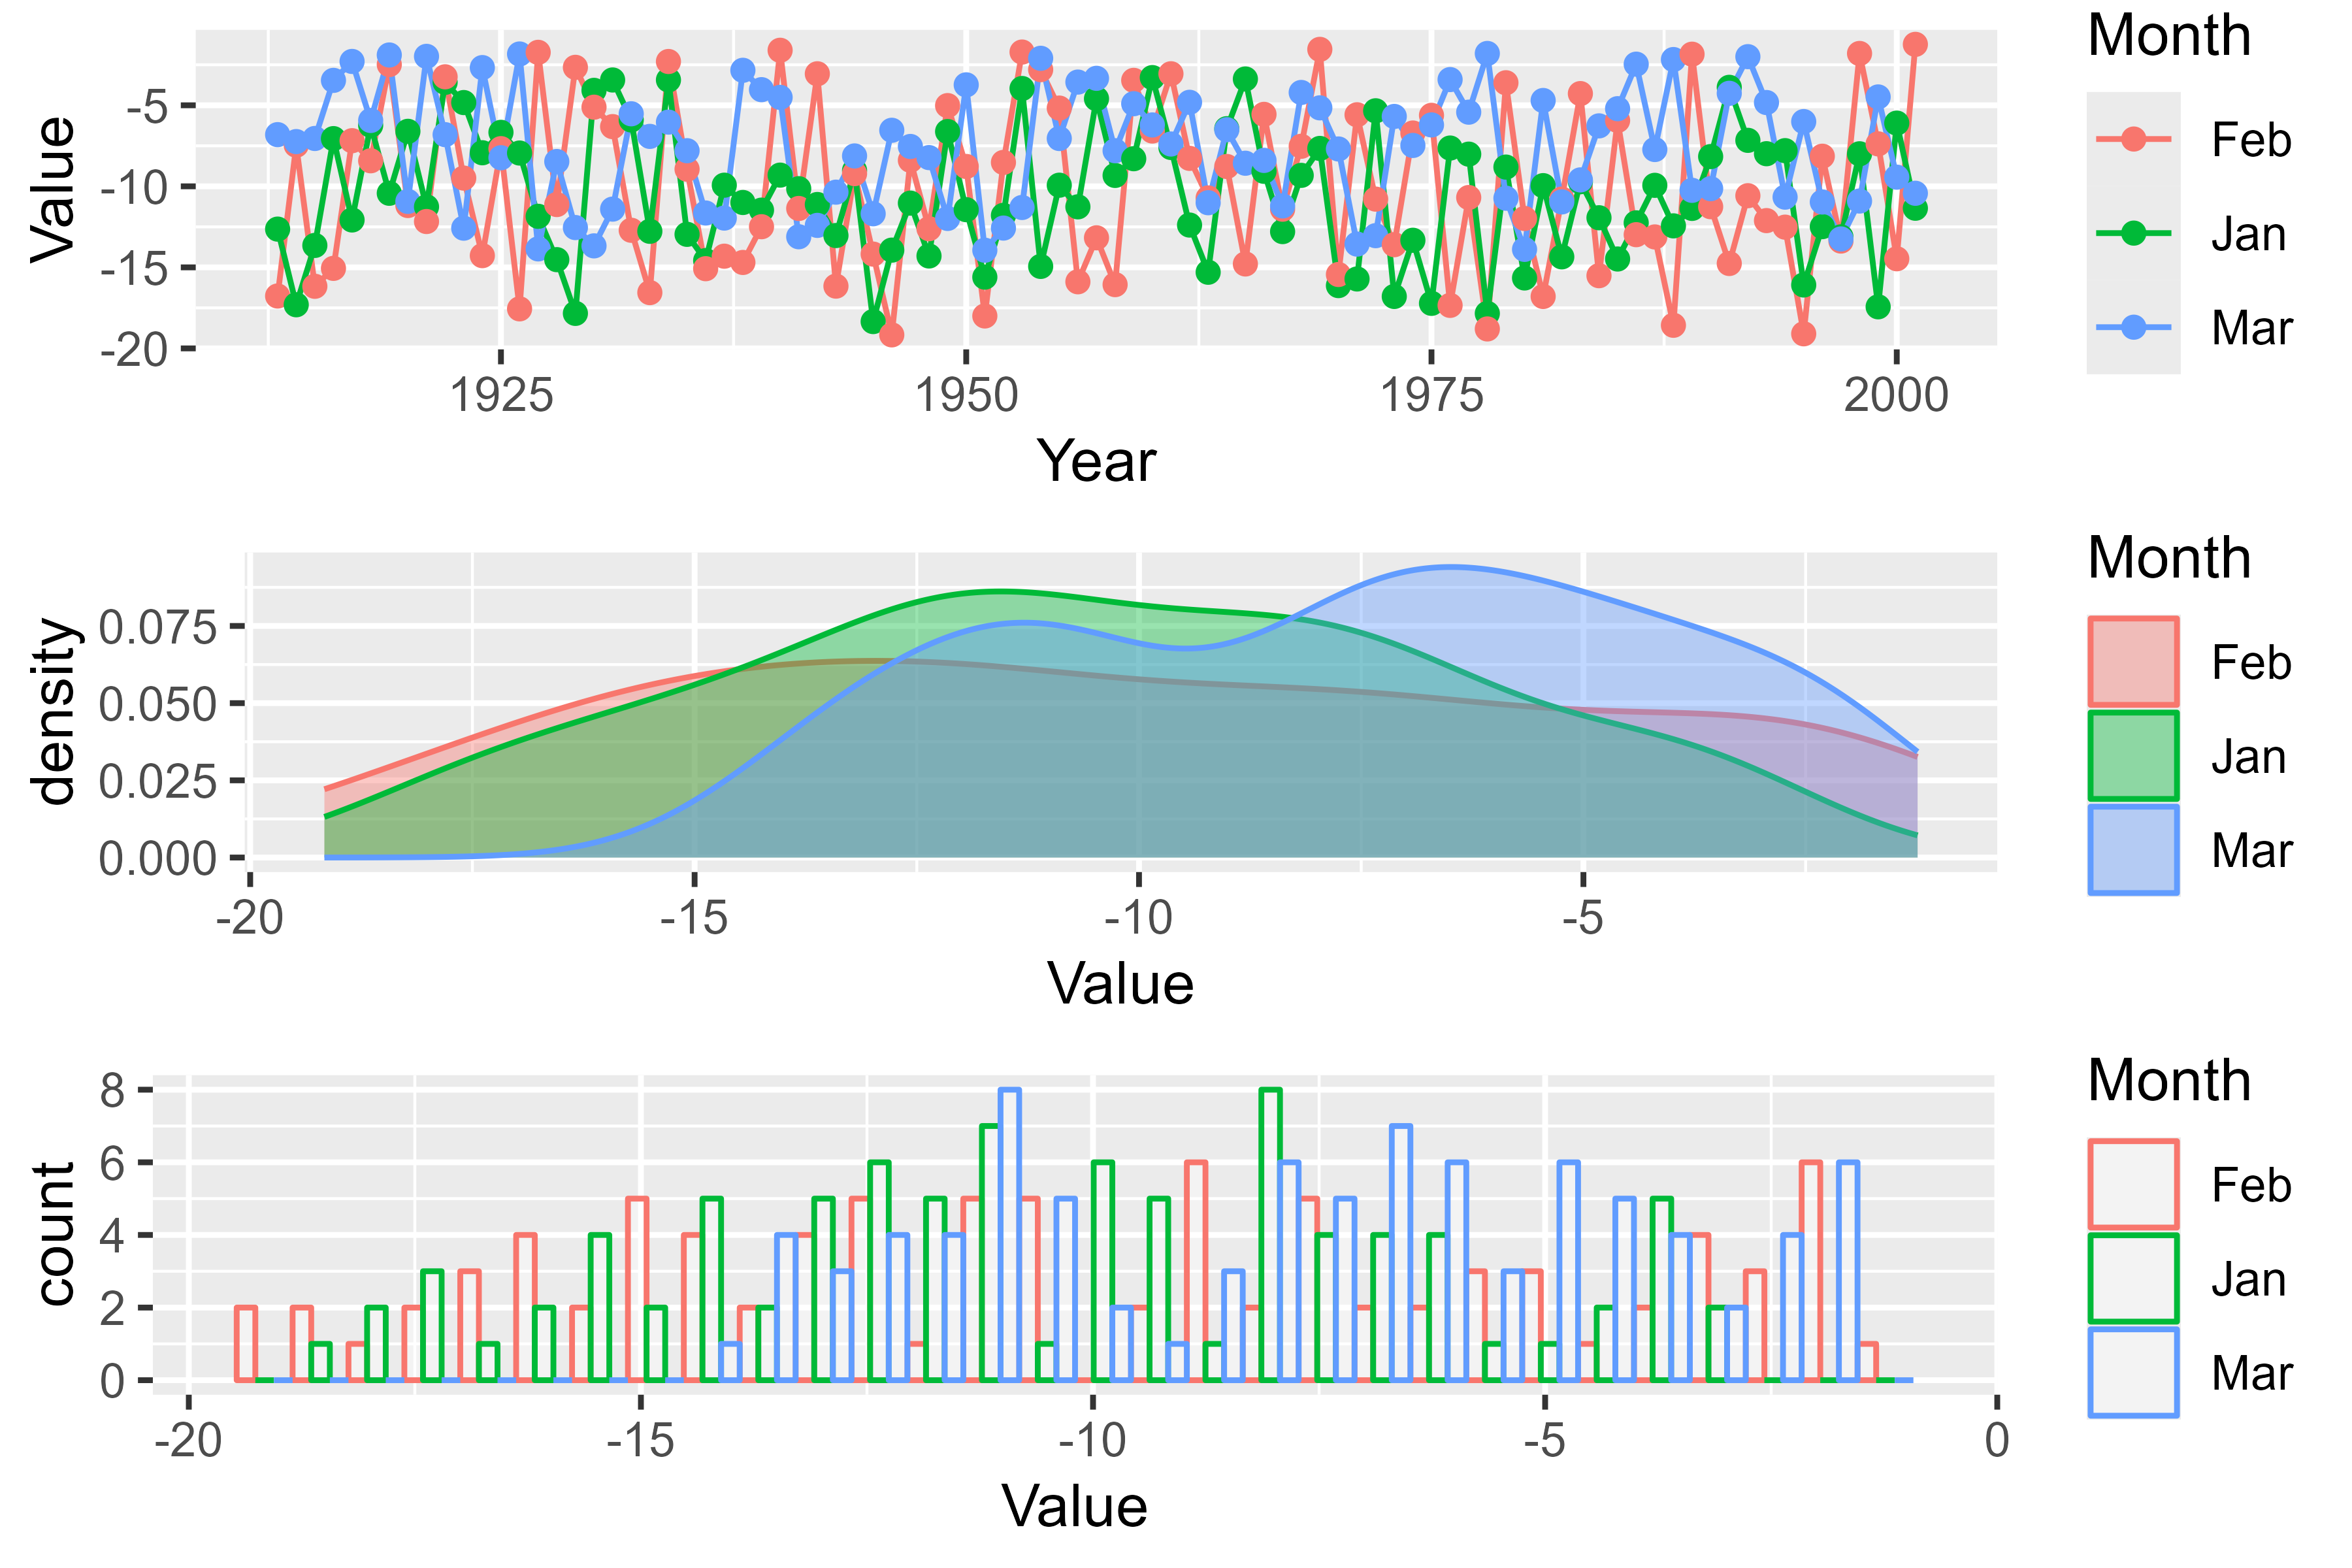 Value
-5
-10
-15
-20
1925 1950 1975 2000
Year
Month
Feb
Jan
Mar
density
0.075
0.050
0.025
0.000
-20 -15 -10 -5
Value
Month
Feb
Jan
Mar
count
8
6
4
2
0
-20 -15 -10 -5 0
Value
Month
Feb
Jan
Mar